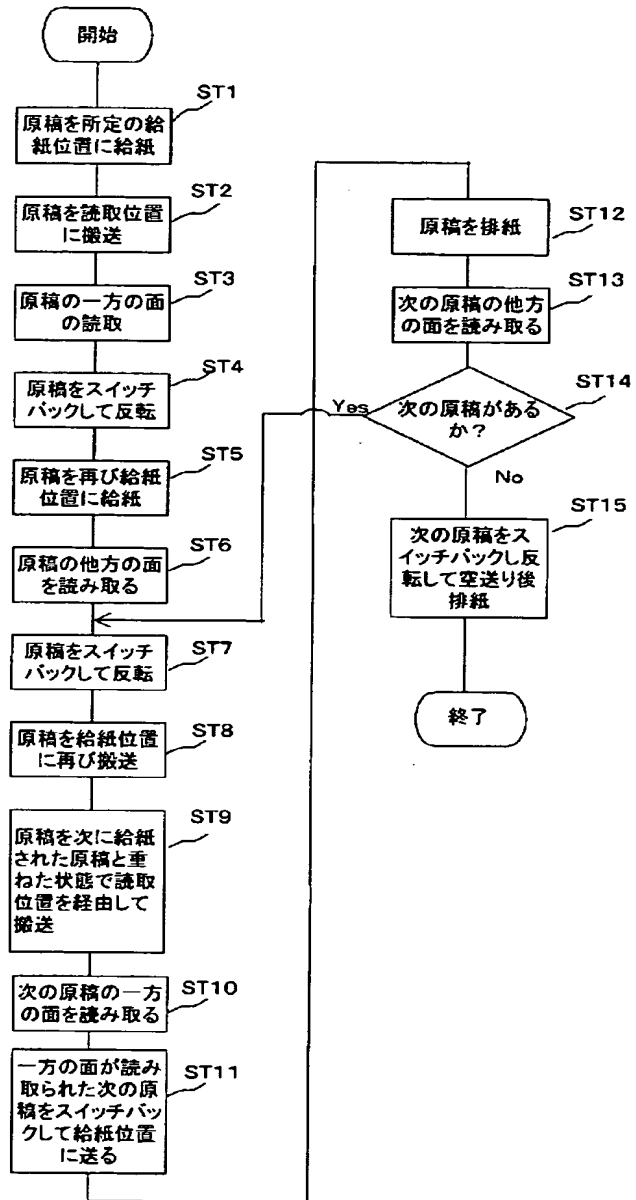 開始
ST1
原稿を所定の給
紙位置に給紙
ST2
原稿を読取位置
に搬送
ST3
原稿の一方の面
の読取
ST4
原稿をスイッチ
バックして反転
ST5
原稿を再び給紙
位置に給紙
ST6
原稿の他方の面
を読み取る
ST7
原稿をスイッチ
バックして反転
ST8
原稿を給紙位置
に再び搬送
ST9
原稿を次に給紙
された原稿と重
ねた状態で読取
位置を経由して
搬送
ST10
次の原稿の一方
の面を読み取る
ST11
一方の面が読み
取られた次の原
稿をスイッチバッ
クして給紙位置
に送る
ST12
原稿を排紙
ST13
次の原稿の他方
の面を読み取る
ST14
次の原稿がある
か?
Yes
No
ST15
次の原稿をス
イッチバックし反
転して空送り後
排紙
終了